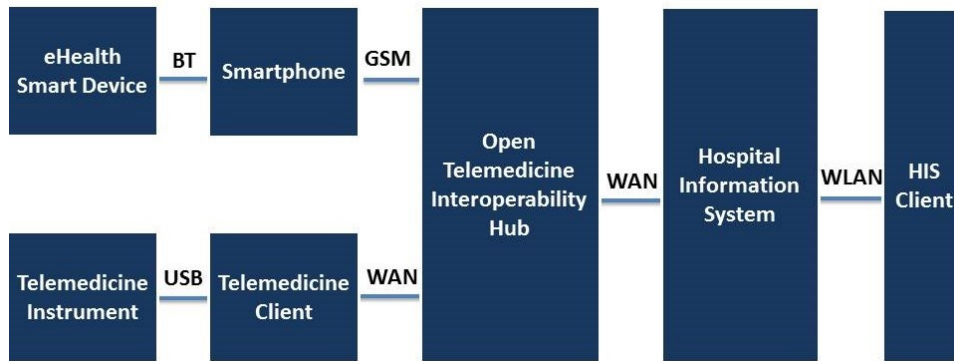 eHealth
Smart Device
BT
Smartphone
GSM
Open
Telemedicine
Interoperability
Hub
WAN
Hospital
Information
System
WLAN
HIS
Client
Telemedicine
Instrument
USB
Telemedicine
Client
WAN